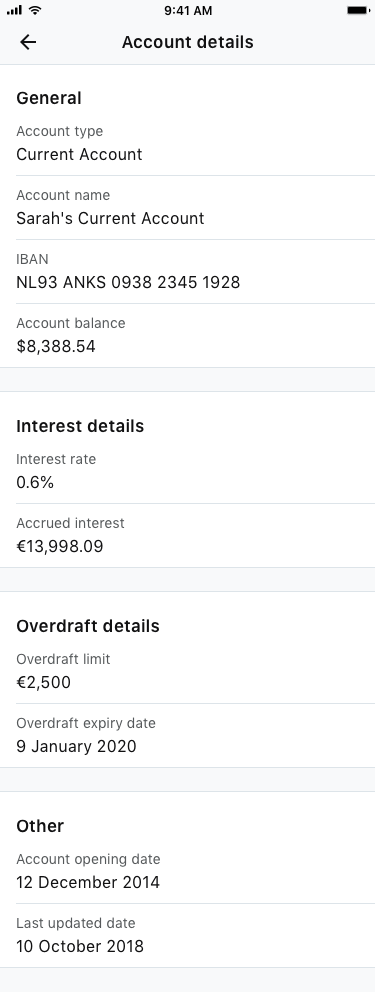 9:41 AM
Account details
General
Account type
Current Account
Account name
Sarah's Current Account
IBAN
NL93 ANKS 0938 2345 1928
Account balance
$8,388.54
Interest details
Interest rate
0.6%
Accrued interest
€13,998.09
Overdraft details
Overdraft limit
€2,500
Overdraft expiry date
9 January 2020
Other
Account opening date
12 December 2014
Last updated date
10 October 2018